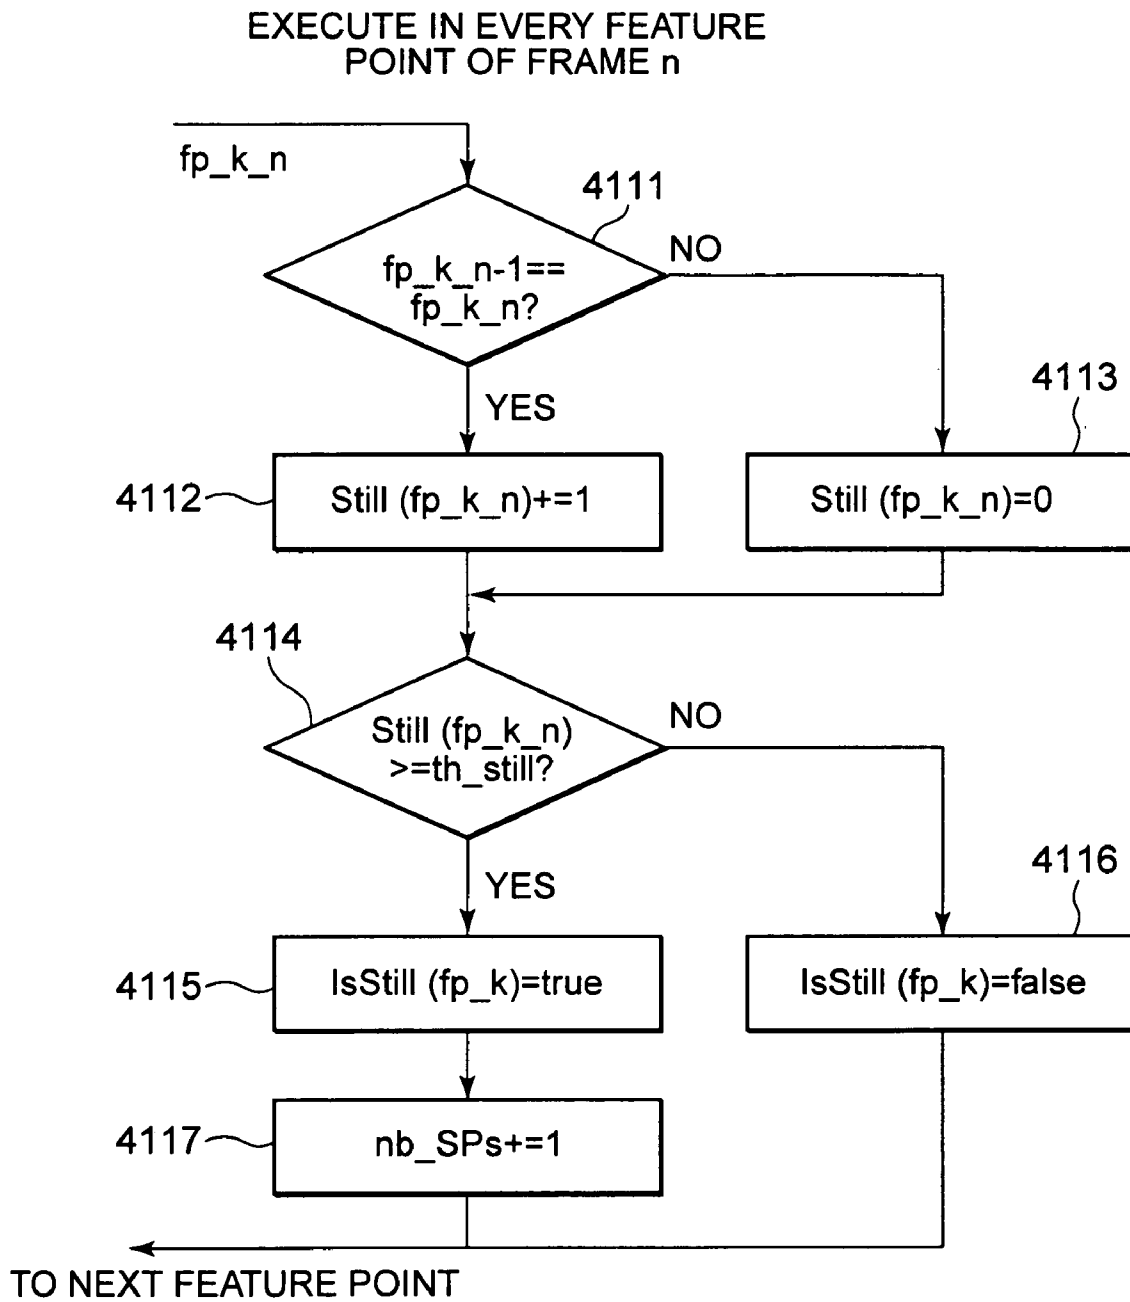 EXECUTE IN EVERY FEATURE
POINT OF FRAME n
fp_k_n
4111
NO
fp_k_n-1==
fp_k_n?
YES
4113
4112
Still (fp_k_n)+=1
Still (fp_k_n)=0
4114
NO
Still (fp_k_n)
>=th_still?
YES
4116
4115
IsStill (fp_k)=true
IsStill (fp_k)=false
4117
nb_SPs+=1
TO NEXT FEATURE POINT